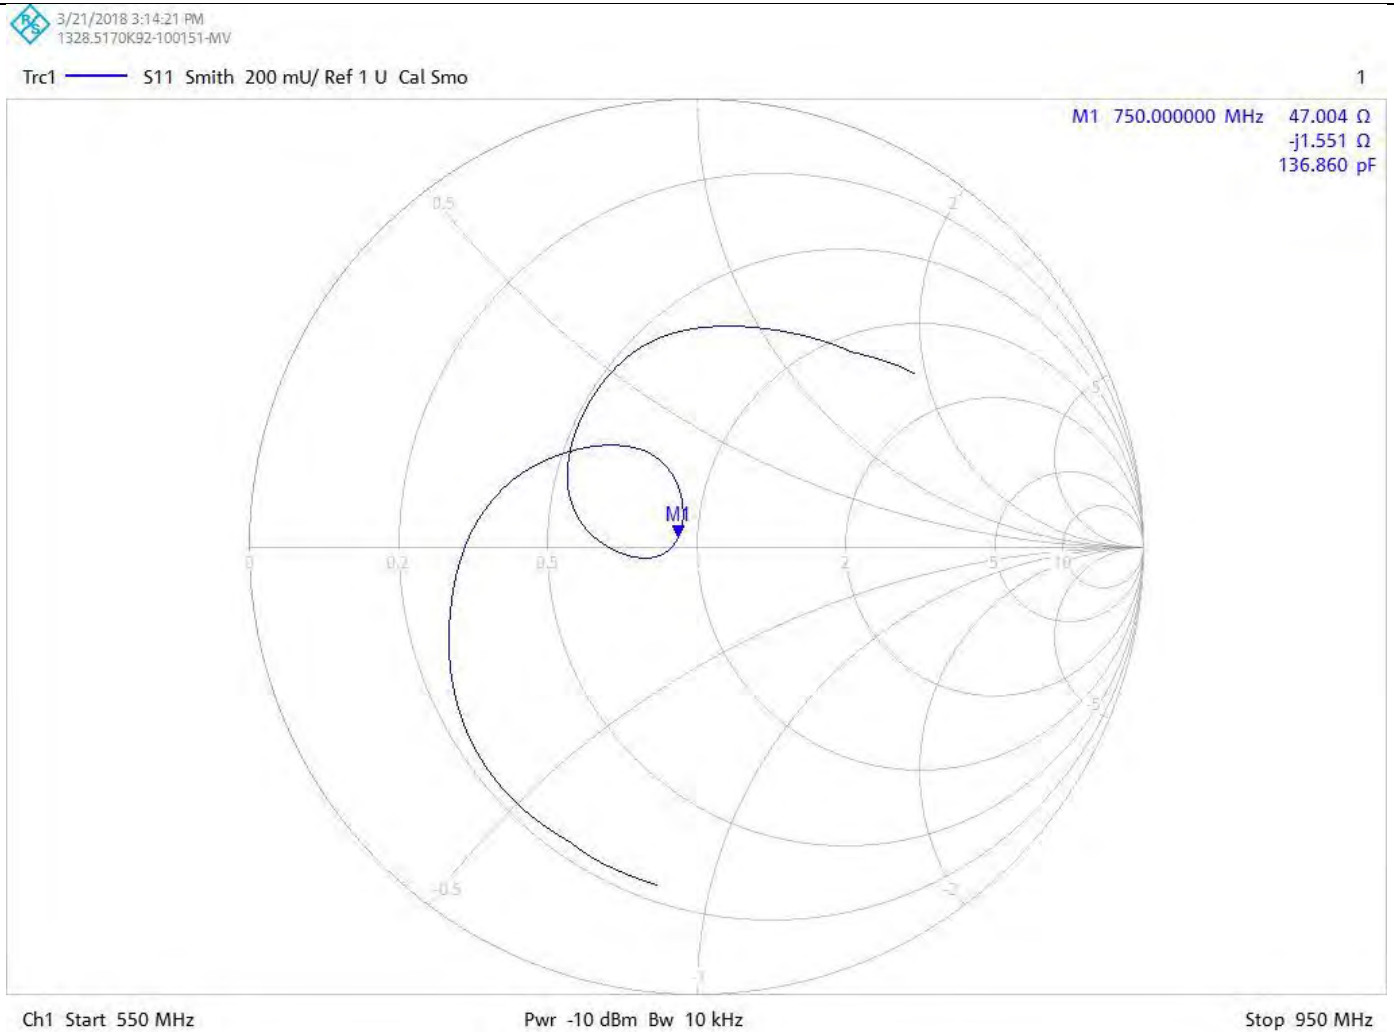 R&S
3/21/2018 3:14:21 PM
1328.5170K92-100151-MV
Trc1 S11 Smith 200 mU/ Ref 1 U Cal Smo 1
M1 750.000000 MHz 47.004 Ω
-j1.551 Ω
136.860 pF
0.5 2
5
M1
0 0.2 0.5 1 2 5 10
-5
-0.5 -2
-1
Ch1 Start 550 MHz Pwr -10 dBm Bw 10 kHz Stop 950 MHz